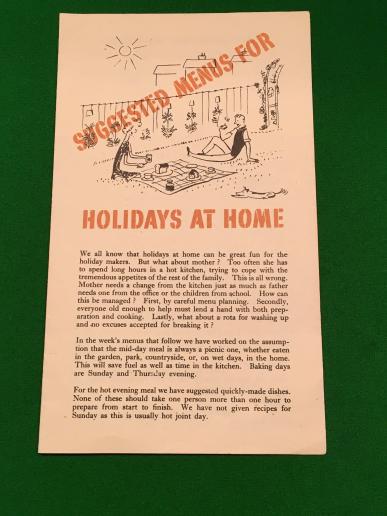 SUGGESTED MENUS FOR
HOLIDAYS AT HOME
We all know that holidays at home can be great fun for the
holiday makers. But what about mother ? Too often she has
to spend long hours in a hot kitchen, trying to cope with the
tremendous appetites of the rest of the family. This is all wrong.
Mother needs a change from the kitchen just as much as father
needs one from the office or the children from school. How can
this be managed ? First, by careful menu planning. Secondly,
everyone old enough to help must lend a hand with both prep-
aration and cooking. Lastly, what about a rota for washing up
and no excuses accepted for breaking it ?
In the week's menus that follow we have worked on the assump-
tion that the mid-day meal is always a picnic one, whether eaten
in the garden, park, countryside, or, on wet days, in the home.
This will save fuel as well as time in the kitchen. Baking days
are Sunday and Thursday evening.
For the hot evening meal we have suggested quickly-made dishes.
None of these should take one person more than one hour to
prepare from start to finish. We have not given recipes for
Sunday as this is usually hot joint day.